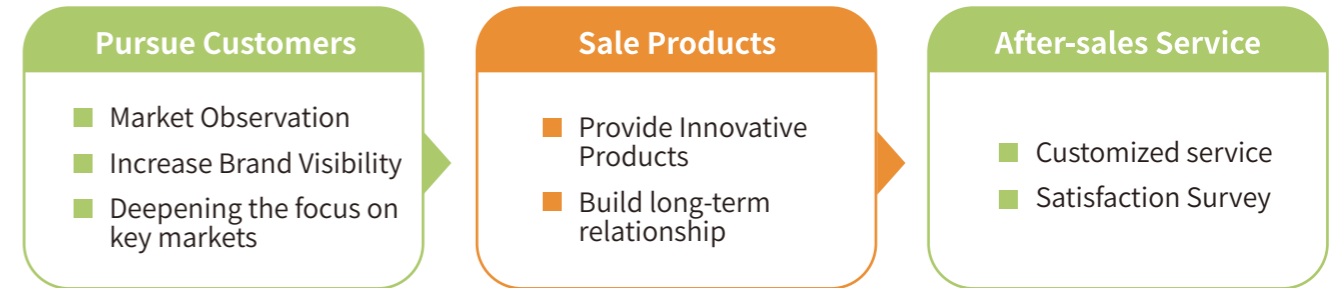 Pursue Customers
Market Observation
Increase Brand Visibility
Deepening the focus on
key markets
Sale Products
Provide Innovative
Products
Build long-term
relationship
After-sales Service
Customized service
Satisfaction Survey